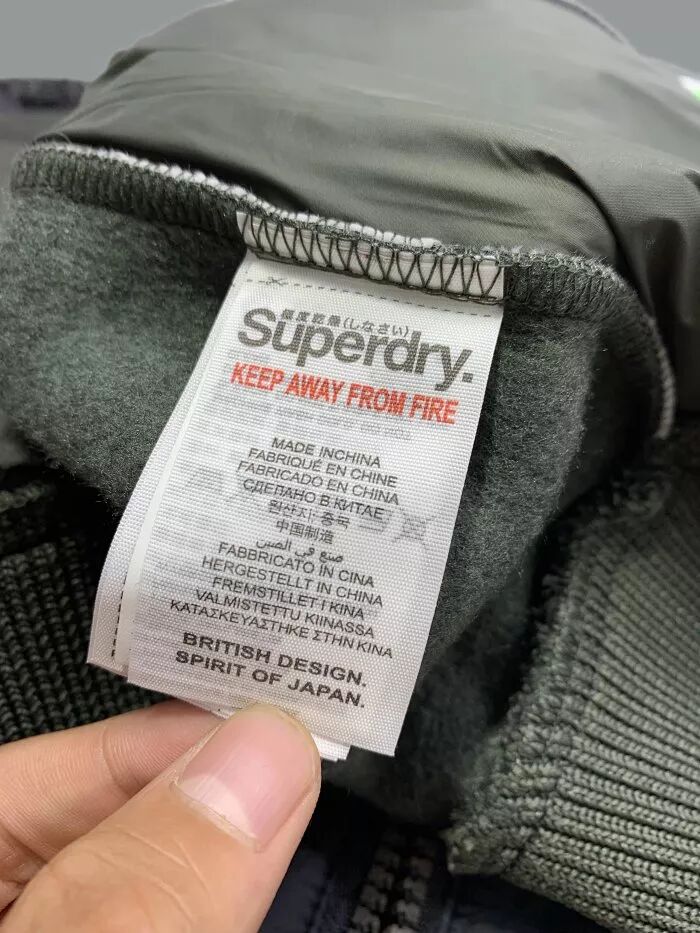 極度乾燥(しなさい)
Superdry.
KEEP AWAY FROM FIRE
MADE INCHINA
FABRIQUÉ EN CHINE
FABRICADO EN CHINA
СДЕЛАНО В КИТАЕ
원산지: 중국
中国制造
صنع في الصين
FABBRICATO IN CINA
HERGESTELLT IN CHINA
FREMSTILLET I KINA
VALMISTETTU KIINASSA
ΚΑΤΑΣΚΕΥΑΣΤΗΚΕ ΣΤΗΝ ΚΙΝΑ
BRITISH DESIGN.
SPIRIT OF JAPAN.